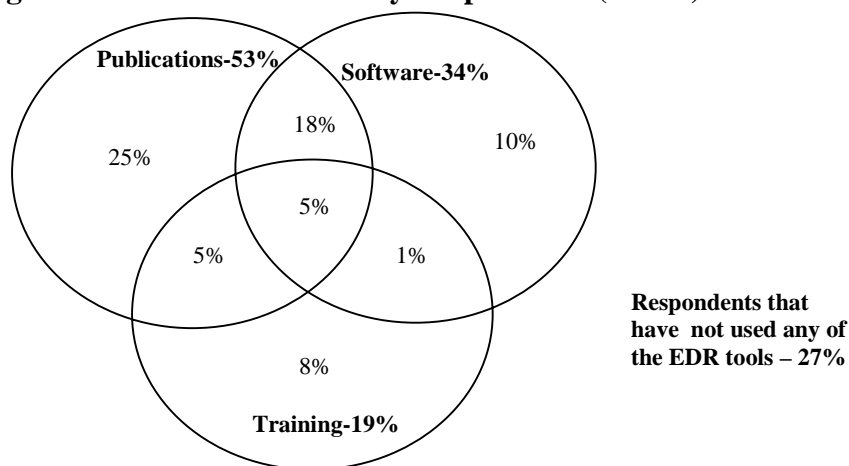 Publications-53%
Software-34%
18%
10%
25%
5%
5%
1%
Respondents that
have not used any of
the EDR tools – 27%
8%
Training-19%